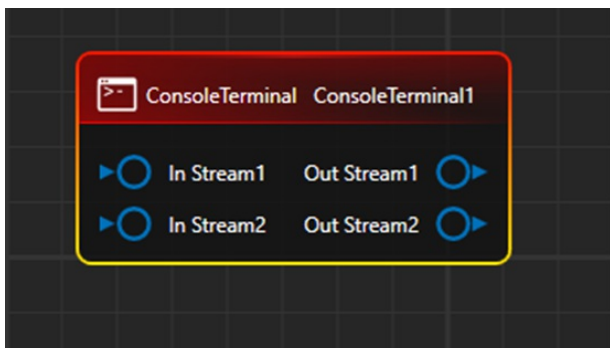 ConsoleTerminal ConsoleTerminal1
In Stream1 Out Stream1
In Stream2 Out Stream2